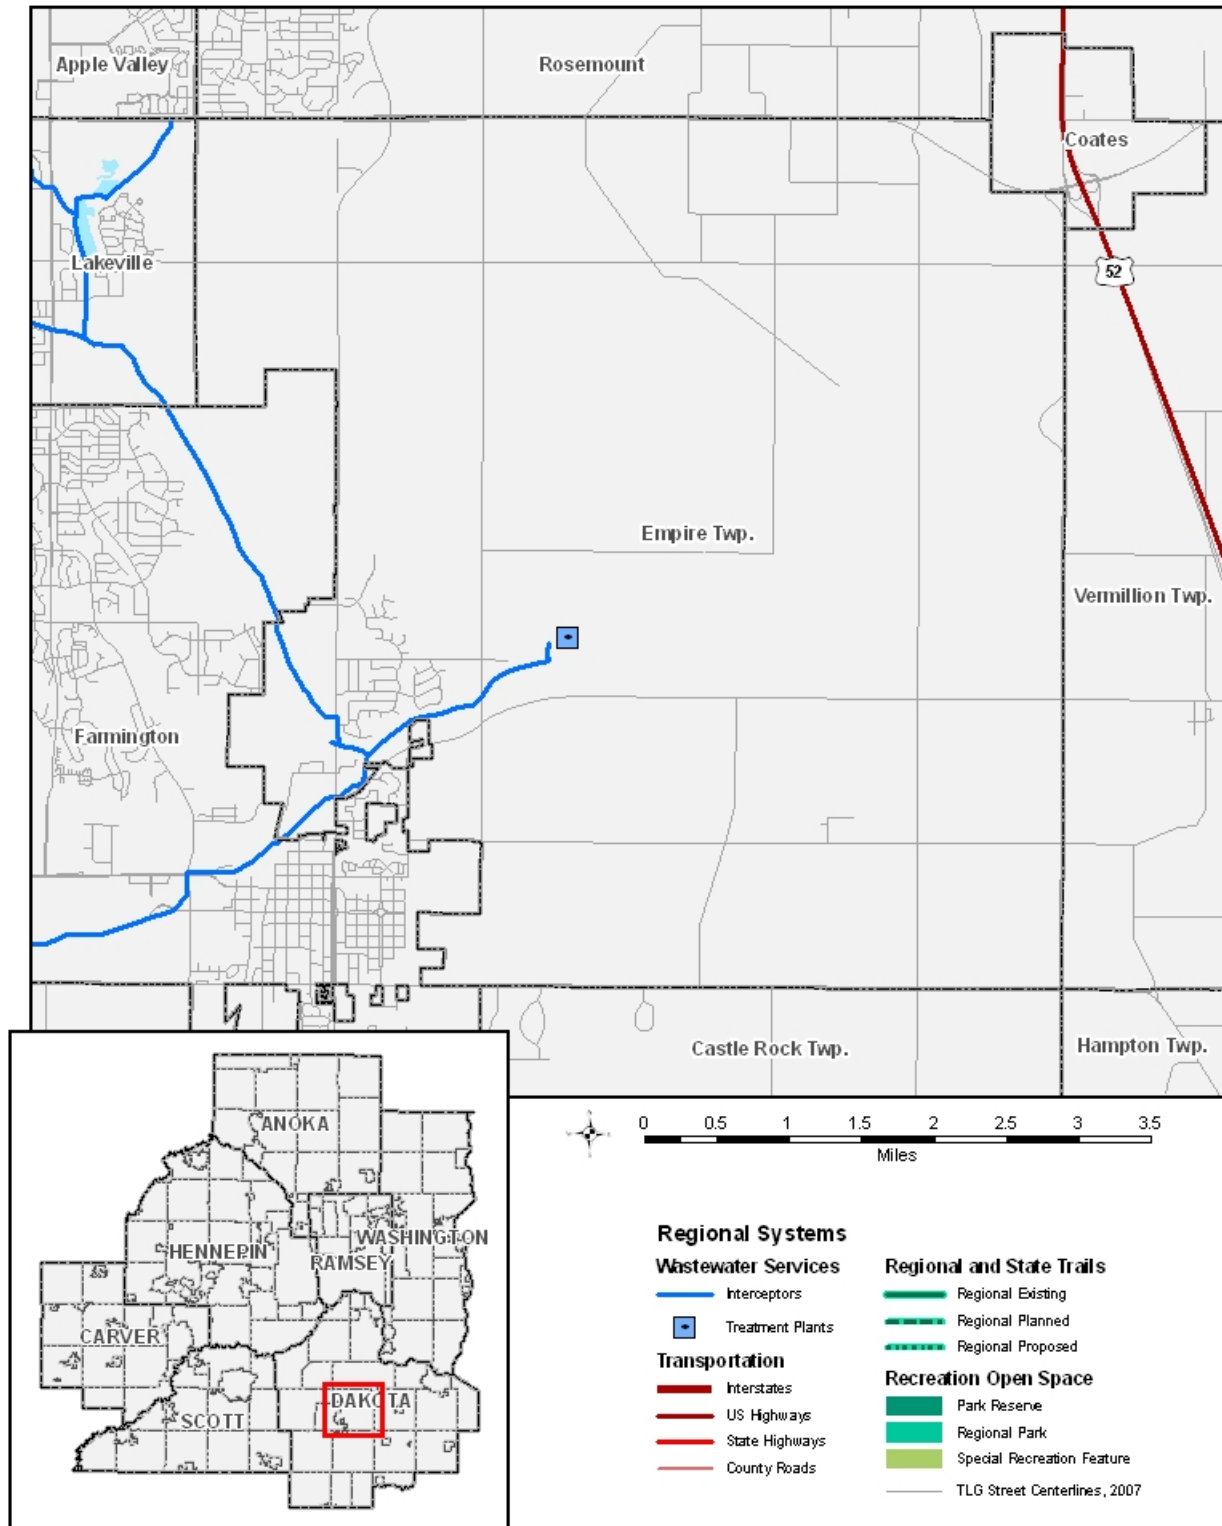 Apple Valley
Rosemount
Coates
Lakeville
52
Empire Twp.
Vermillion Twp.
Farmington
Castle Rock Twp.
Hampton Twp.
ANOKA
WASHINGTON
HENNEPIN
RAMSEY
CARVER
DAKOTA
SCOTT
0 0.5 1 1.5 2 2.5 3 3.5
Miles
Regional Systems
Wastewater Services
Interceptors
Treatment Plants
Transportation
Interstates
US Highways
State Highways
County Roads
Regional and State Trails
Regional Existing
Regional Planned
Regional Proposed
Recreation Open Space
Park Reserve
Regional Park
Special Recreation Feature
TLG Street Centerlines, 2007